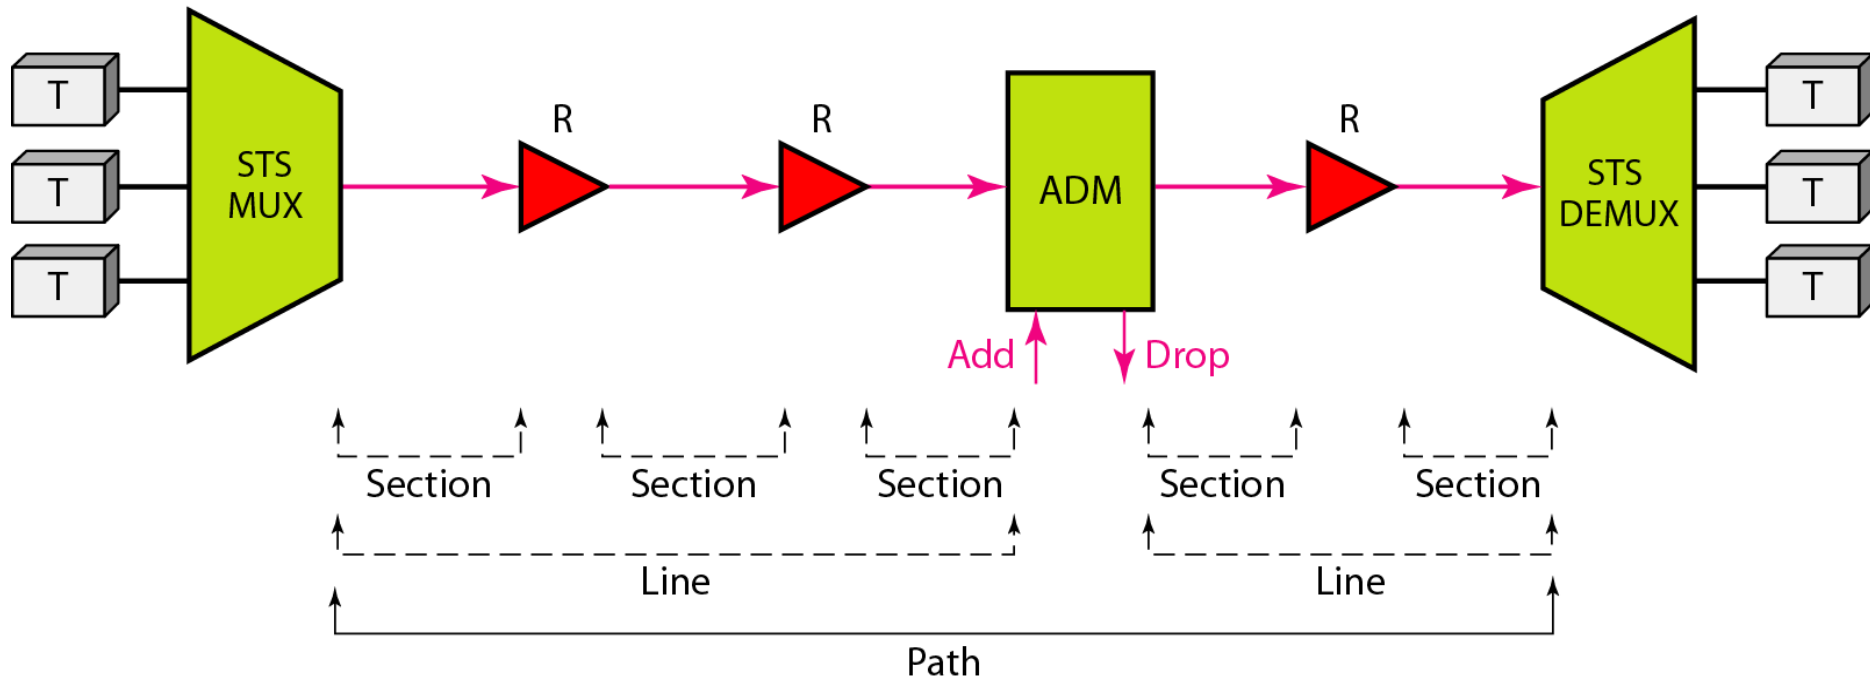 R
R
R
T
T
T
STS
MUX
ADM
STS
DEMUX
T
T
T
Add
Drop
Section
Section
Section
Section
Section
Line
Line
Path